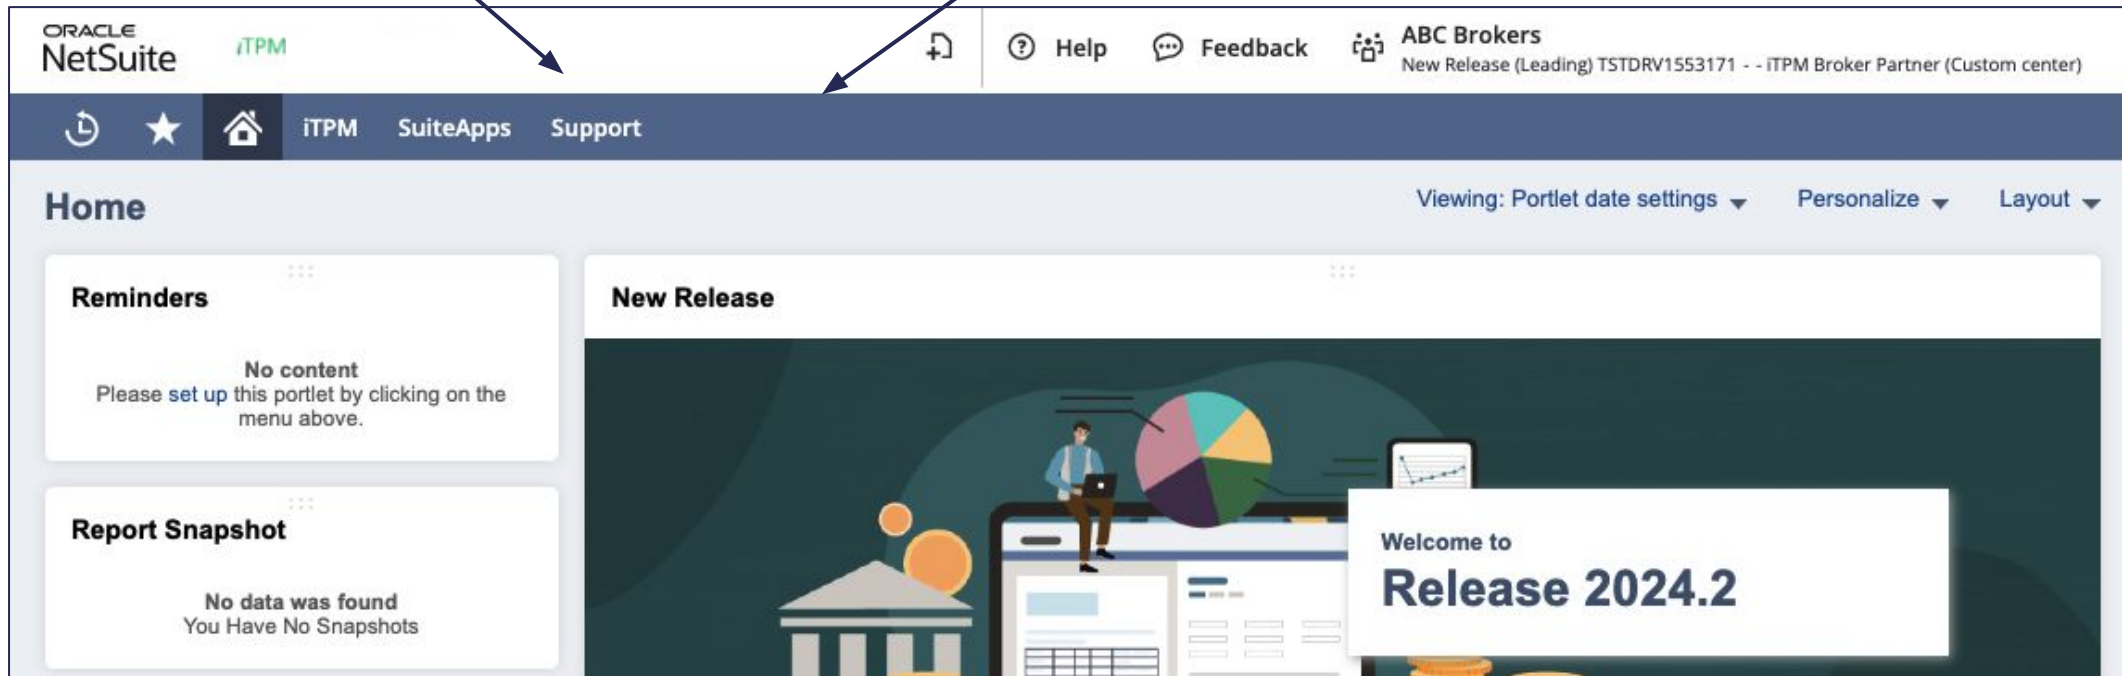 ORACLE
NetSuite
iTPM
Help
Feedback
ABC Brokers
New Release (Leading) TSTDRV1553171 - - iTPM Broker Partner (Custom center)
iTPM
SuiteApps
Support
Home
Viewing: Portlet date settings
Personalize
Layout
Reminders
No content
Please set up this portlet by clicking on the
menu above.
Report Snapshot
No data was found
You Have No Snapshots
New Release
Welcome to
Release 2024.2